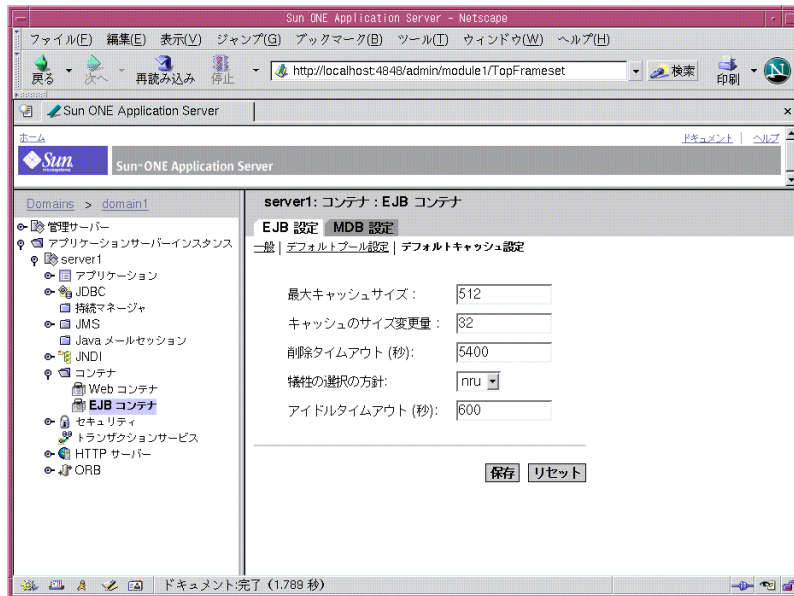 Sun ONE Application Server - Netscape
ファイル(F) 編集(E) 表示(V) ジャンプ(G) ブックマーク(B) ツール(T) ウィンドウ(W) ヘルプ(H)
戻る 次へ 再読み込み 停止 http://localhost:4848/admin/module1/TopFrameset 検索 印刷 N
Sun ONE Application Server
ホーム ドキュメント | ヘルプ
Sun microsystems Sun ONE Application Server
Domains > domain1
管理サーバー
アプリケーションサーバーインスタンス
server1
アプリケーション
JDBC
持続マネージャ
JMS
Java メールセッション
JNDI
コンテナ
Web コンテナ
EJB コンテナ
セキュリティ
トランザクションサービス
HTTP サーバー
ORB
server1: コンテナ : EJB コンテナ
EJB 設定 MDB 設定
一般 | デフォルトプール設定 | デフォルトキャッシュ設定
最大キャッシュサイズ : 512
キャッシュのサイズ変更量 : 32
削除タイムアウト (秒): 5400
犠牲の選択の方針: nru
アイドルタイムアウト (秒): 600
保存 リセット
ドキュメント:完了 (1.789 秒)